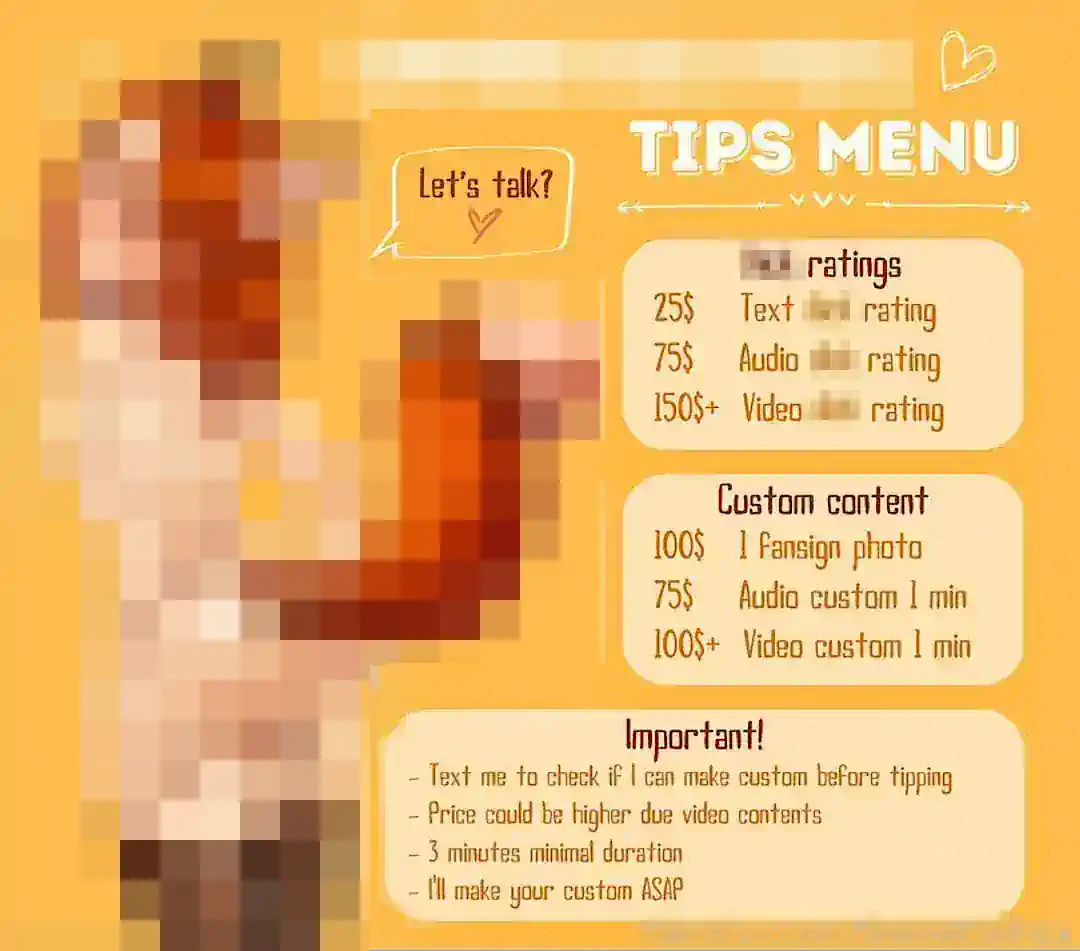 TIPS MENU
Let's talk?
ratings
25$ Text rating
75$ Audio rating
150$+ Video rating
Custom content
100$ 1 fansign photo
75$ Audio custom 1 min
100$+ Video custom 1 min
Important!
- Text me to check if I can make custom before tipping
- Price could be higher due video contents
- 3 minutes minimal duration
- I'll make your custom ASAP